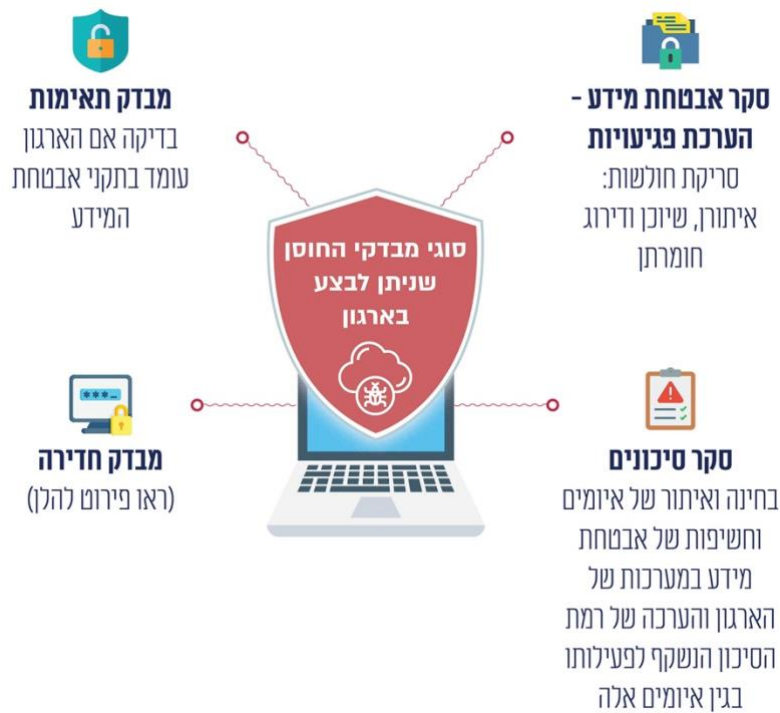 סוגי מבדקי החוסן
שניתן לבצע
בארגון
סקר אבטחת מידע -
הערכת פגיעויות
סריקת חולשות:
איתורן, שיוכן ודירוג
חומרתן
מבדק תאימות
בדיקה אם הארגון
עומד בתקני אבטחת
המידע
סקר סיכונים
בחינה ואיתור של איומים
וחשיפות של אבטחת
מידע במערכות של
הארגון והערכה של רמת
הסיכון הנשקף לפעילותו
בגין איומים אלה
מבדק חדירה
(ראו פירוט להלן)
***_